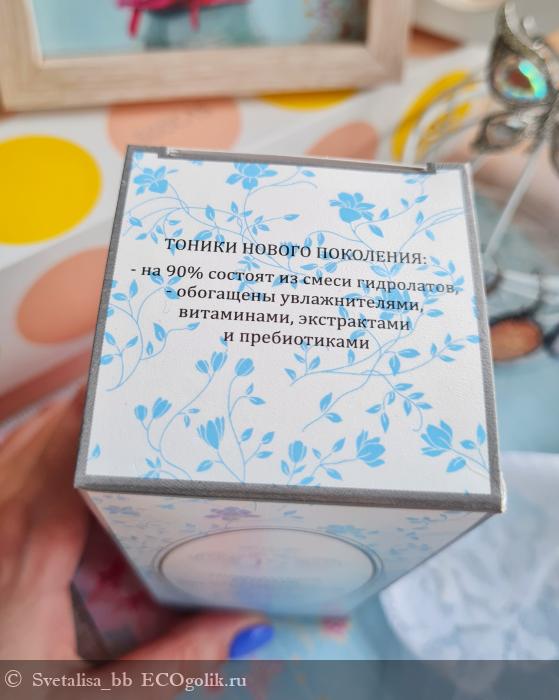 ТОНИКИ НОВОГО ПОКОЛЕНИЯ:
- на 90% состоят из смеси гидролатов,
- обогащены увлажнителями,
витаминами, экстрактами
и пребиотиками
© Svetalisa_bb ECOgolik.ru